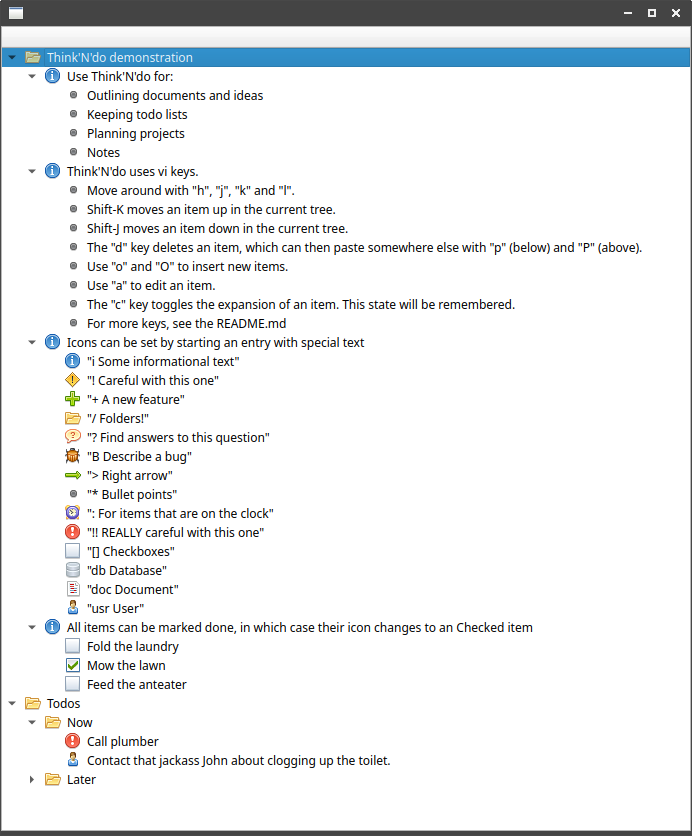 Think'N'do demonstration
Use Think'N'do for:
Outlining documents and ideas
Keeping todo lists
Planning projects
Notes
Think'N'do uses vi keys.
Move around with "h", "j", "k" and "l".
Shift-K moves an item up in the current tree.
Shift-J moves an item down in the current tree.
The "d" key deletes an item, which can then paste somewhere else with "p" (below) and "P" (above).
Use "o" and "O" to insert new items.
Use "a" to edit an item.
The "c" key toggles the expansion of an item. This state will be remembered.
For more keys, see the README.md
Icons can be set by starting an entry with special text
"i Some informational text"
"! Careful with this one"
"+ A new feature"
"/ Folders!"
"? Find answers to this question"
"B Describe a bug"
"> Right arrow"
"* Bullet points"
": For items that are on the clock"
"!! REALLY careful with this one"
"[] Checkboxes"
"db Database"
"doc Document"
"usr User"
All items can be marked done, in which case their icon changes to an Checked item
Fold the laundry
Mow the lawn
Feed the anteater
Todos
Now
Call plumber
Contact that jackass John about clogging up the toilet.
Later